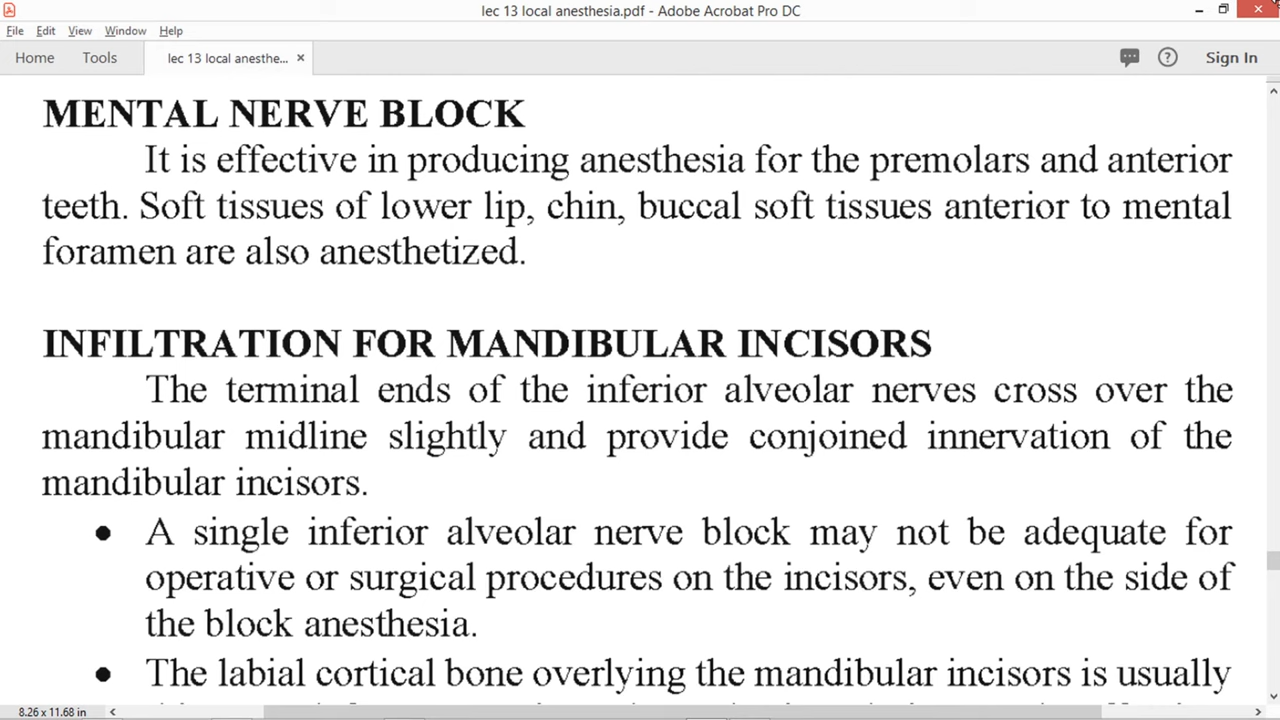 lec 13 local anesthesia.pdf - Adobe Acrobat Pro DC
File Edit View Window Help
Home Tools lec 13 local anesthe... × Sign In
MENTAL NERVE BLOCK
It is effective in producing anesthesia for the premolars and anterior
teeth. Soft tissues of lower lip, chin, buccal soft tissues anterior to mental
foramen are also anesthetized.
INFILTRATION FOR MANDIBULAR INCISORS
The terminal ends of the inferior alveolar nerves cross over the
mandibular midline slightly and provide conjoined innervation of the
mandibular incisors.
• A single inferior alveolar nerve block may not be adequate for
operative or surgical procedures on the incisors, even on the side of
the block anesthesia.
• The labial cortical bone overlying the mandibular incisors is usually
8.26 x 11.68 in